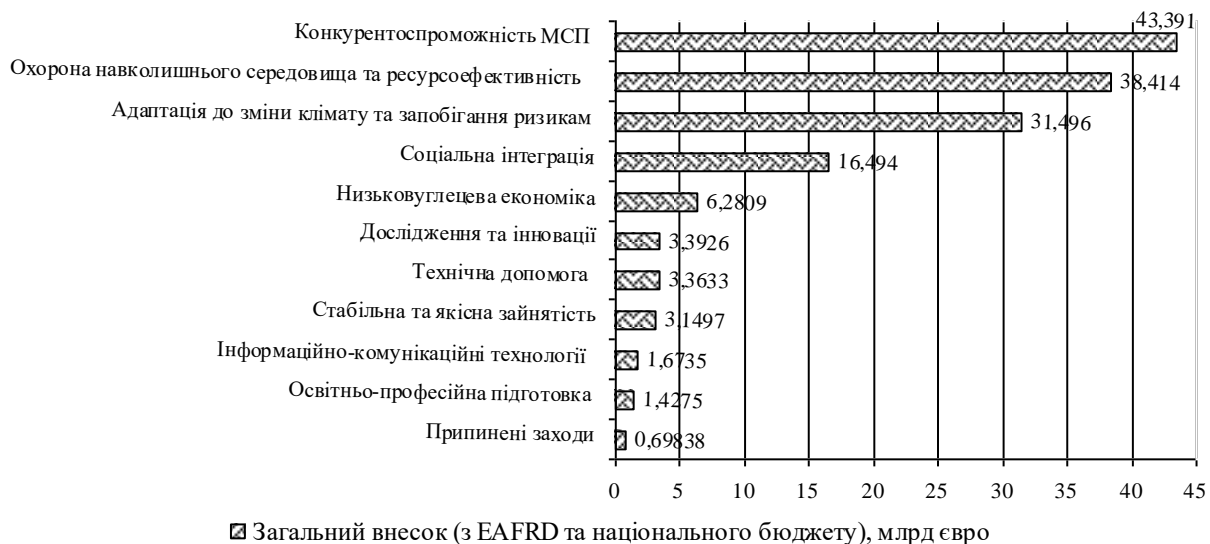 Конкурентоспроможність МСП 43,391
Охорона навколишнього середовища та ресурсоефективність 38,414
Адаптація до зміни клімату та запобігання ризикам 31,496
Соціальна інтеграція 16,494
Низьковуглецева економіка 6,2809
Дослідження та інновації 3,3926
Технічна допомога 3,3633
Стабільна та якісна зайнятість 3,1497
Інформаційно-комунікаційні технології 1,6735
Освітньо-професійна підготовка 1,4275
Припинені заходи 0,69838
0 5 10 15 20 25 30 35 40 45
Загальний внесок (з EAFRD та національного бюджету), млрд євро